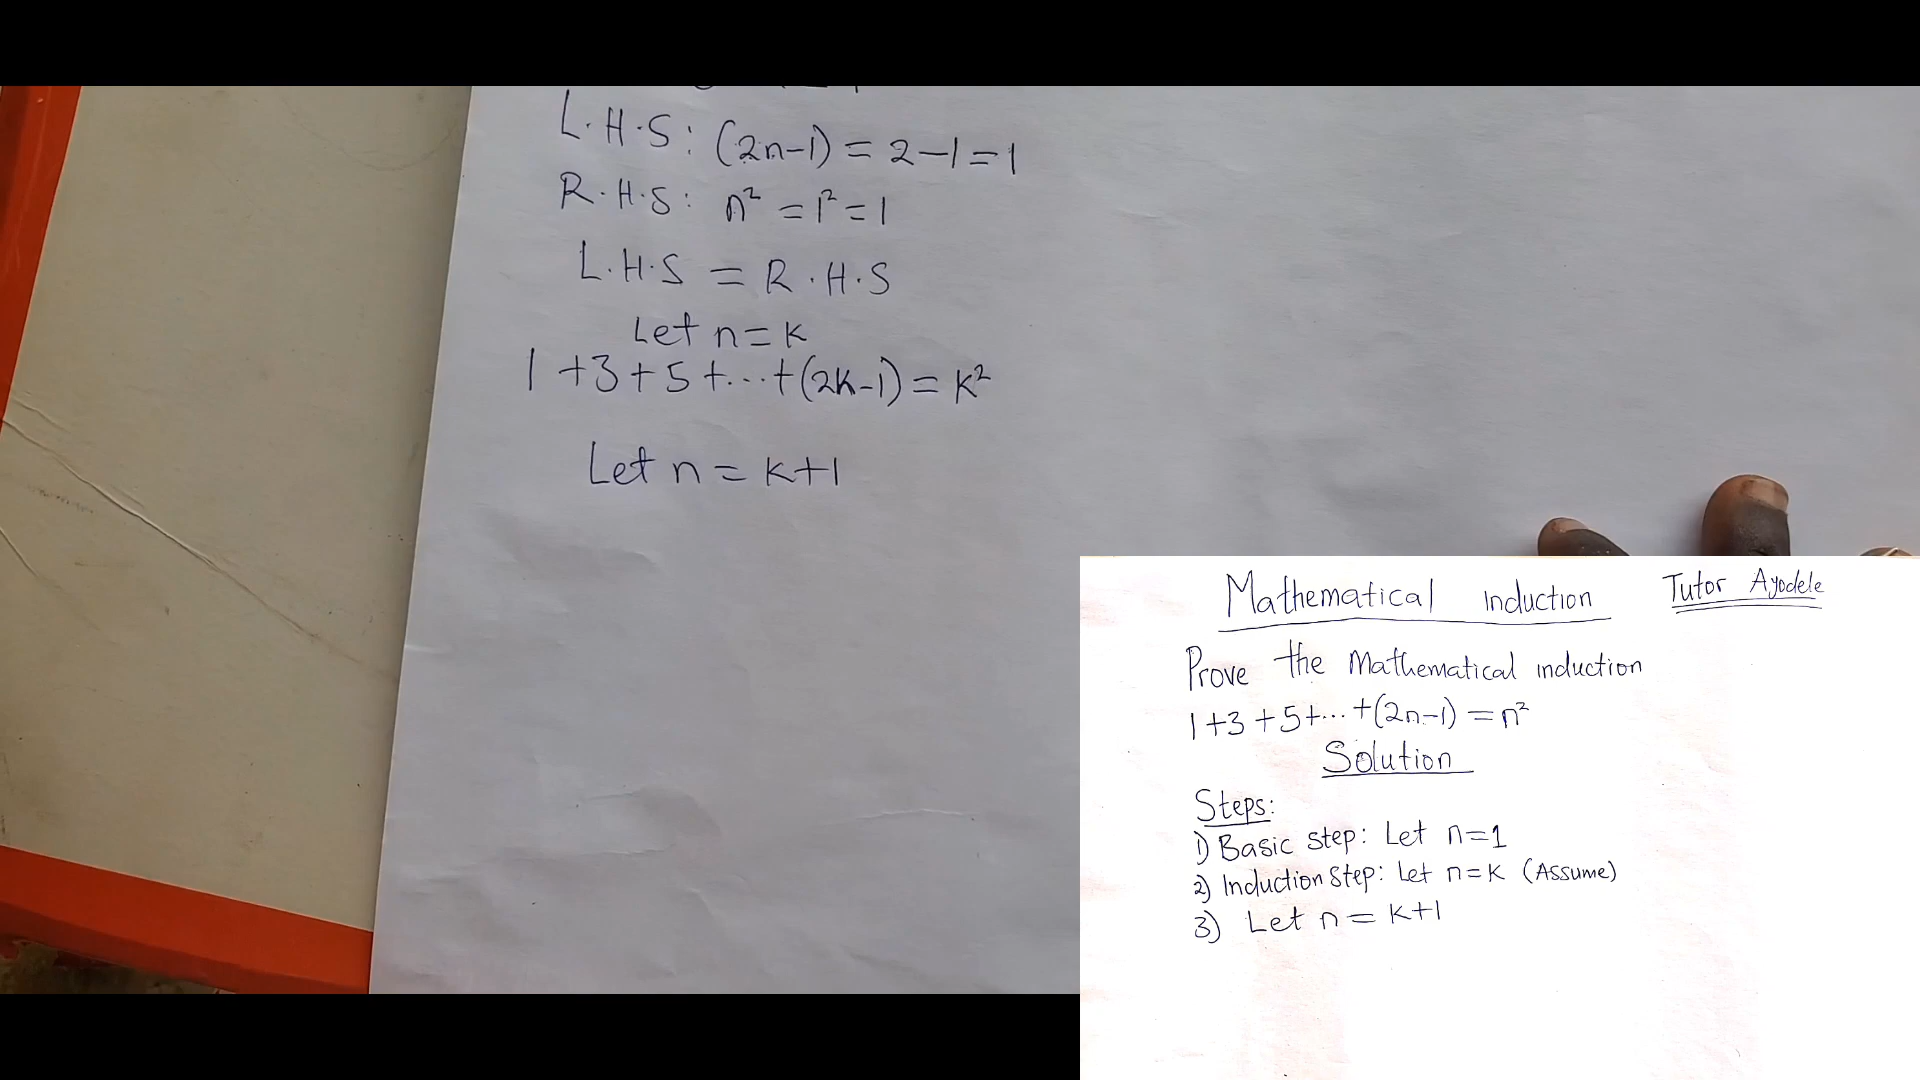 L.H.S: (2n-1) = 2-1=1
R.H.S: n² = 1² = 1
L.H.S = R.H.S
Let n=k
1+3+5+...+(2k-1) = k²
Let n = k+1
Mathematical induction
Tutor Ayodele
Prove the Mathematical induction
1+3+5+...+(2n-1) = n²
Solution
Steps:
1) Basic step: Let n=1
2) Induction step: Let n=k (Assume)
3) Let n = k+1